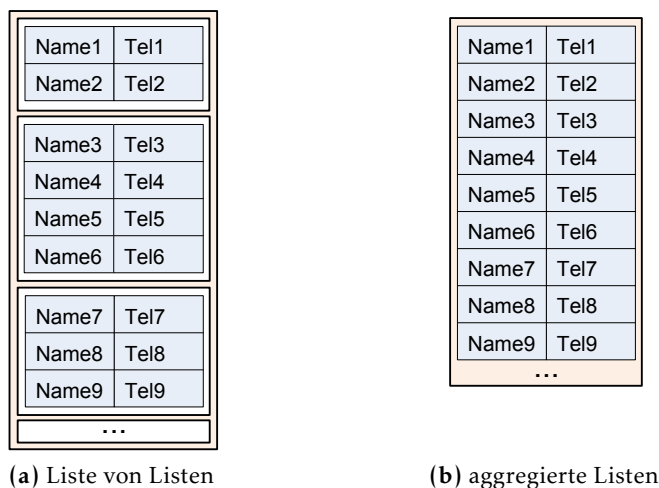 Name1 Tel1
Name2 Tel2
Name3 Tel3
Name4 Tel4
Name5 Tel5
Name6 Tel6
Name7 Tel7
Name8 Tel8
Name9 Tel9
...
(a) Liste von Listen
Name1 Tel1
Name2 Tel2
Name3 Tel3
Name4 Tel4
Name5 Tel5
Name6 Tel6
Name7 Tel7
Name8 Tel8
Name9 Tel9
...
(b) aggregierte Listen